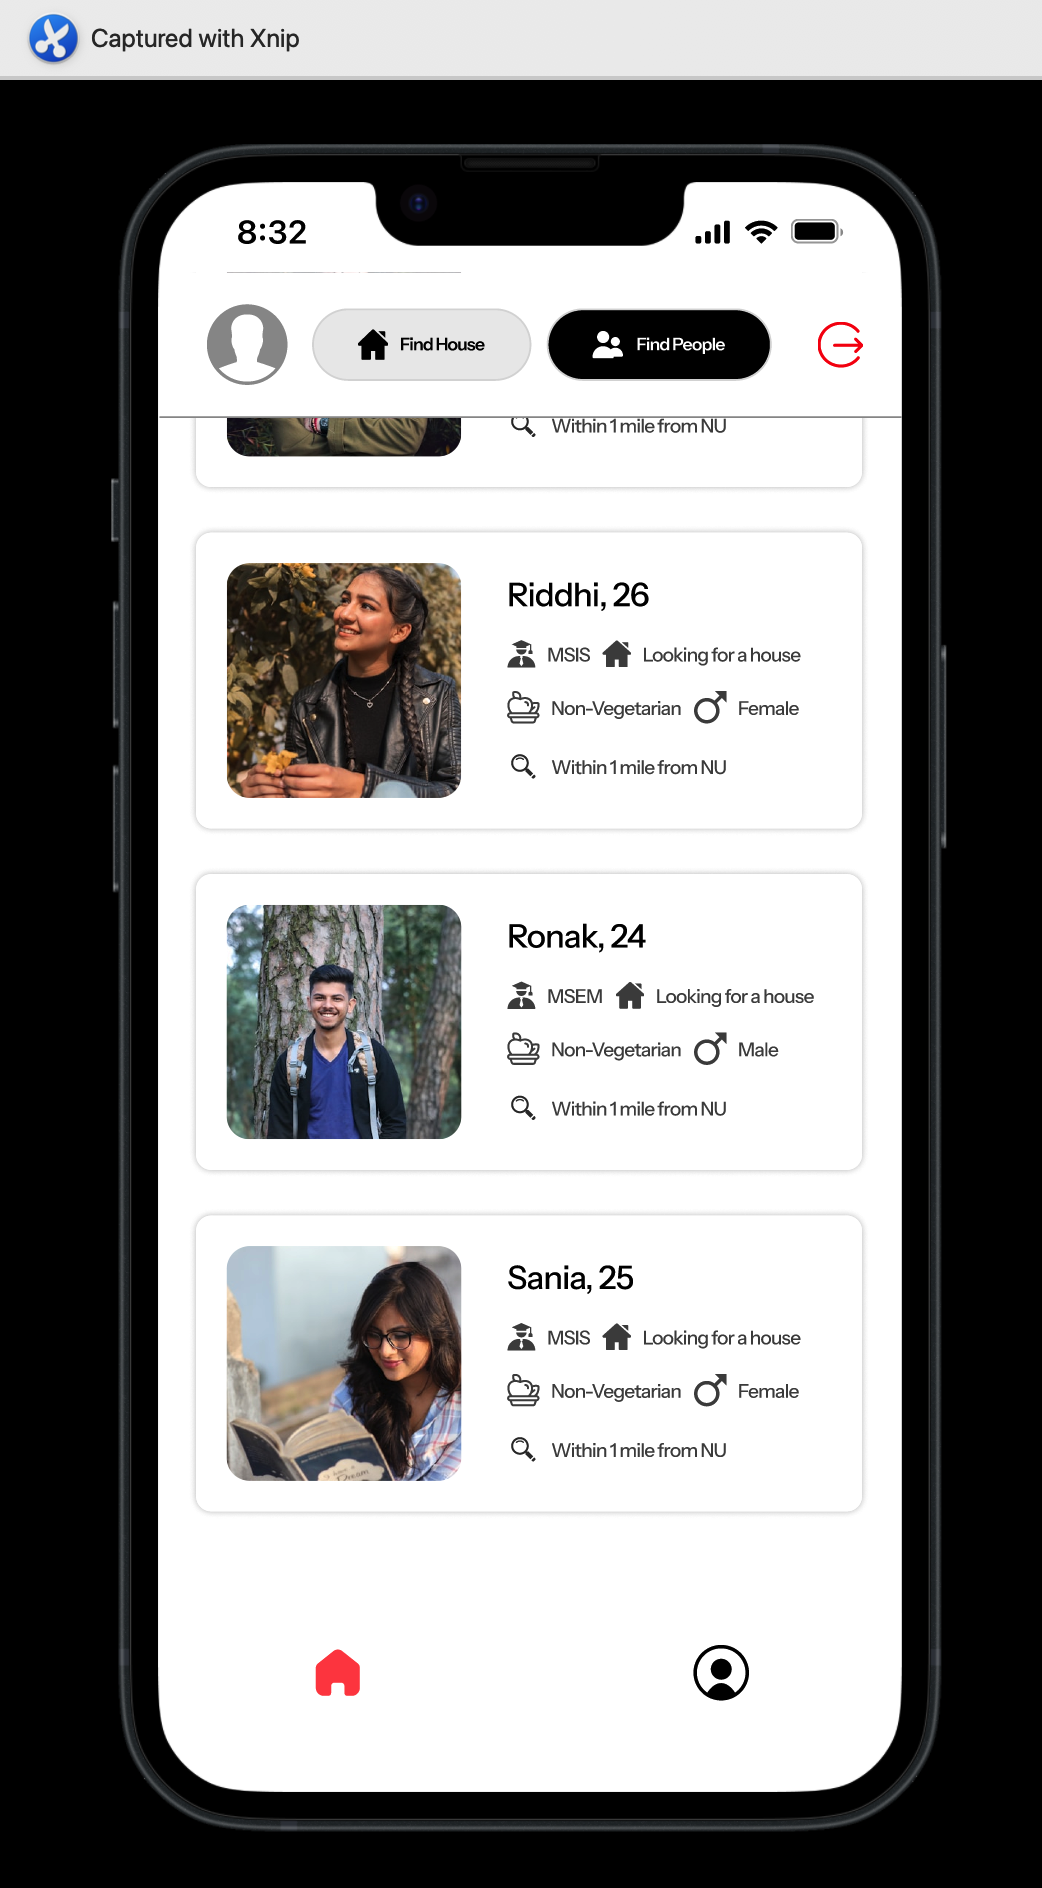 Captured with Xnip
8:32
Find House
Find People
Within 1 mile from NU
Riddhi, 26
MSIS Looking for a house
Non-Vegetarian Female
Within 1 mile from NU
Ronak, 24
MSEM Looking for a house
Non-Vegetarian Male
Within 1 mile from NU
Sania, 25
MSIS Looking for a house
Non-Vegetarian Female
Within 1 mile from NU